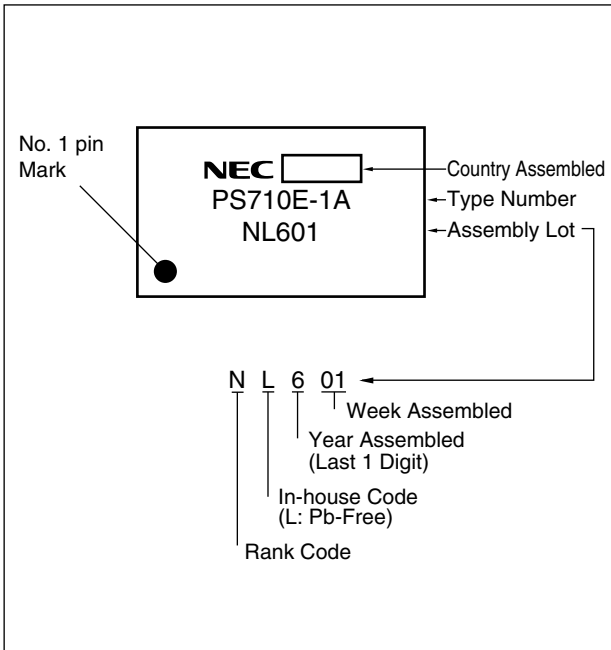 No. 1 pin
Mark
NEC
Country Assembled
PS710E-1A
Type Number
NL601
Assembly Lot
N L 6 01
Week Assembled
Year Assembled
(Last 1 Digit)
In-house Code
(L: Pb-Free)
Rank Code